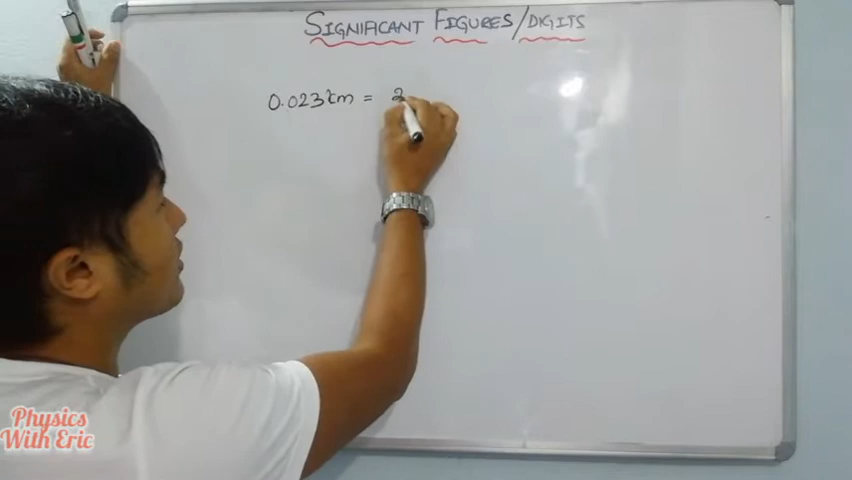 SIGNIFICANT FIGURES/DIGITS
0.023 cm = 2
Physics
With Eric